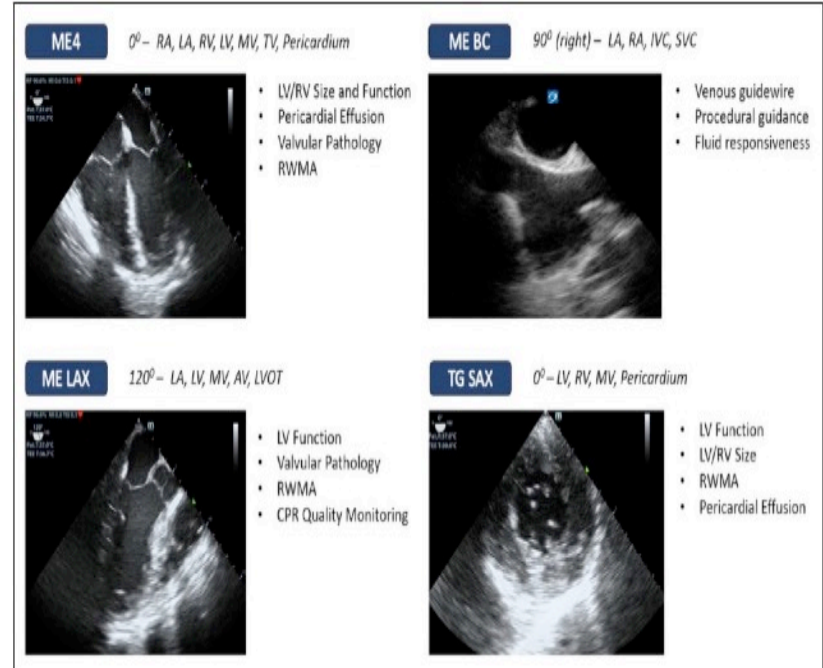 ME4 0⁰ – RA, LA, RV, LV, MV, TV, Pericardium
• LV/RV Size and Function
• Pericardial Effusion
• Valvular Pathology
• RWMA
ME BC 90⁰ (right) – LA, RA, IVC, SVC
• Venous guidewire
• Procedural guidance
• Fluid responsiveness
ME LAX 120⁰ – LA, LV, MV, AV, LVOT
• LV Function
• Valvular Pathology
• RWMA
• CPR Quality Monitoring
TG SAX 0⁰ – LV, RV, MV, Pericardium
• LV Function
• LV/RV Size
• RWMA
• Pericardial Effusion